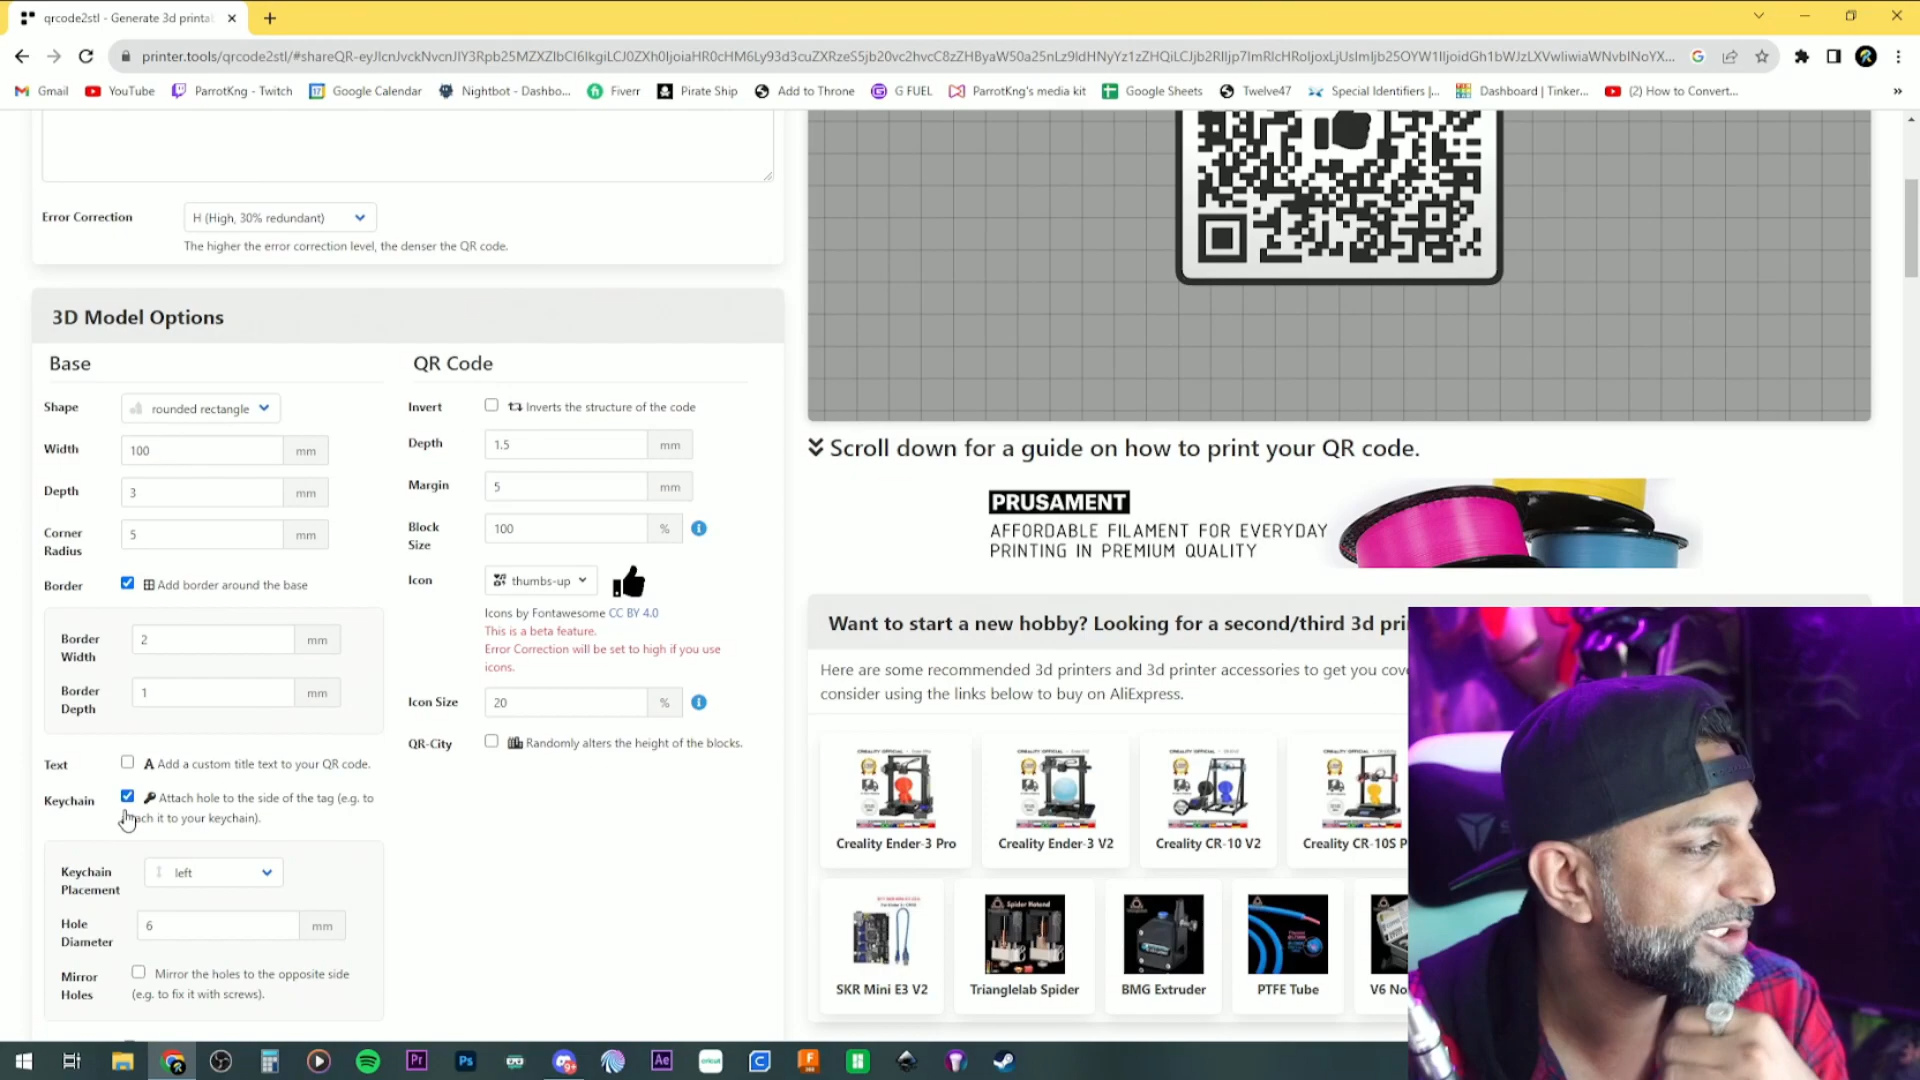 qrcode2stl - Generate 3d printal
printer.tools/qrcode2stl/#shareQR-eyJlcnJvckNvcnJlY3Rpb25MZXZlbCI6IkgiLCJ0ZXh0IjoiaHR0cHM6Ly93d3cuZXRzeS5jb20vc2hvcC8zZHByaW50a25nLz9ldHNyYz1zZHQiLCJjb2RlIjp7ImRlcHRoIjoxLjUsImIjb25OYW1lIjoidGh1bWJzLXVwIiwiaWNvblNoYX...
Gmail YouTube ParrotKng - Twitch Google Calendar Nightbot - Dashbo... Fiverr Pirate Ship Add to Throne G FUEL ParrotKng's media kit Google Sheets Twelve47 Special Identifiers |... Dashboard | Tinker... (2) How to Convert... »
Error Correction H (High, 30% redundant)
The higher the error correction level, the denser the QR code.
3D Model Options
Base
Shape rounded rectangle
Width 100 mm
Depth 3 mm
Corner Radius 5 mm
Border Add border around the base
Border Width 2 mm
Border Depth 1 mm
Text A Add a custom title text to your QR code.
Keychain Attach hole to the side of the tag (e.g. to
ach it to your keychain).
Keychain Placement left
Hole Diameter 6 mm
Mirror Holes Mirror the holes to the opposite side
(e.g. to fix it with screws).
QR Code
Invert Inverts the structure of the code
Depth 1.5 mm
Margin 5 mm
Block Size 100 %
Icon thumbs-up
Icons by Fontawesome CC BY 4.0
This is a beta feature.
Error Correction will be set to high if you use
icons.
Icon Size 20 %
QR-City Randomly alters the height of the blocks.
Scroll down for a guide on how to print your QR code.
PRUSAMENT
AFFORDABLE FILAMENT FOR EVERYDAY
PRINTING IN PREMIUM QUALITY
Want to start a new hobby? Looking for a second/third 3d pri
Here are some recommended 3d printers and 3d printer accessories to get you cove
consider using the links below to buy on AliExpress.
Creality Ender-3 Pro Creality Ender-3 V2 Creality CR-10 V2 Creality CR-10S P
SKR Mini E3 V2 Trianglelab Spider BMG Extruder PTFE Tube V6 No